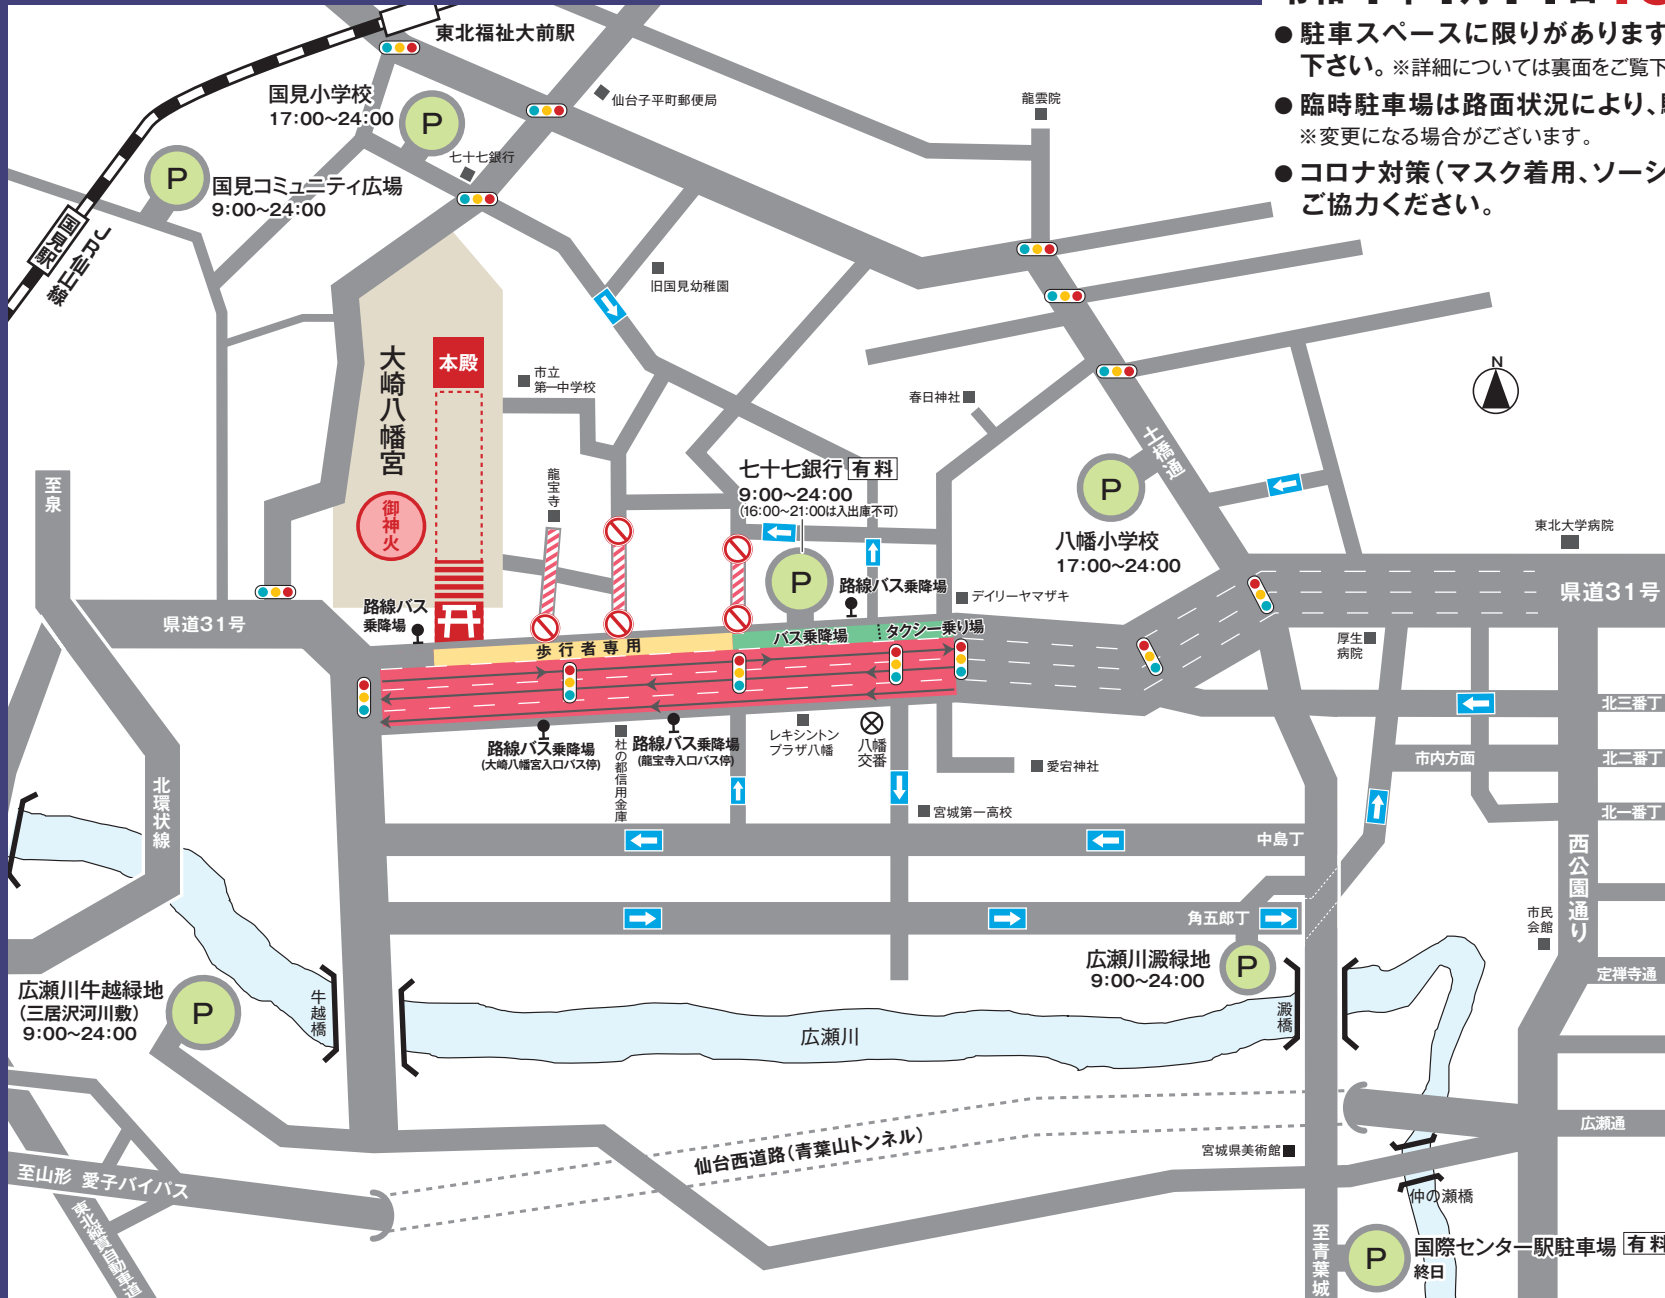 ●駐車スペースに限りがあります
下さい。※詳細については裏面をご覧下
●臨時駐車場は路面状況により、
※変更になる場合がございます。
●コロナ対策(マスク着用、ソーシ
ご協力ください。
東北福祉大前駅
国見小学校
17:00~24:00
P
仙台子平町郵便局
七十七銀行
龍雲院
P
国見コミュニティ広場
9:00~24:00
国見駅
JR仙山線
旧国見幼稚園
N
大崎八幡宮
本殿
市立
第一中学校
春日神社
土橋通
御神火
龍宝寺
七十七銀行 有料
9:00~24:00
(16:00~21:00は入出庫不可)
P
P
八幡小学校
17:00~24:00
至泉
東北大学病院
県道31号
県道31号
路線バス
乗降場
路線バス乗降場
デイリーヤマザキ
歩行者専用
バス乗降場
タクシー乗り場
厚生
病院
路線バス乗降場
(大崎八幡宮入口バス停)
杜の都信用金庫
路線バス乗降場
(龍宝寺入口バス停)
レキシントン
プラザ八幡
八幡
交番
愛宕神社
宮城第一高校
北三番丁
市内方面
北二番丁
北一番丁
北環状線
中島丁
西公園通り
角五郎丁
市民
会館
定禅寺通
広瀬川牛越緑地
(三居沢河川敷)
9:00~24:00
P
牛越橋
広瀬川
広瀬川澱緑地
9:00~24:00
P
澱橋
広瀬通
仙台西道路(青葉山トンネル)
宮城県美術館
仲の瀬橋
至山形 愛子バイパス
東北縦貫自動車道
至青葉城
P
国際センター駅駐車場 有料
終日